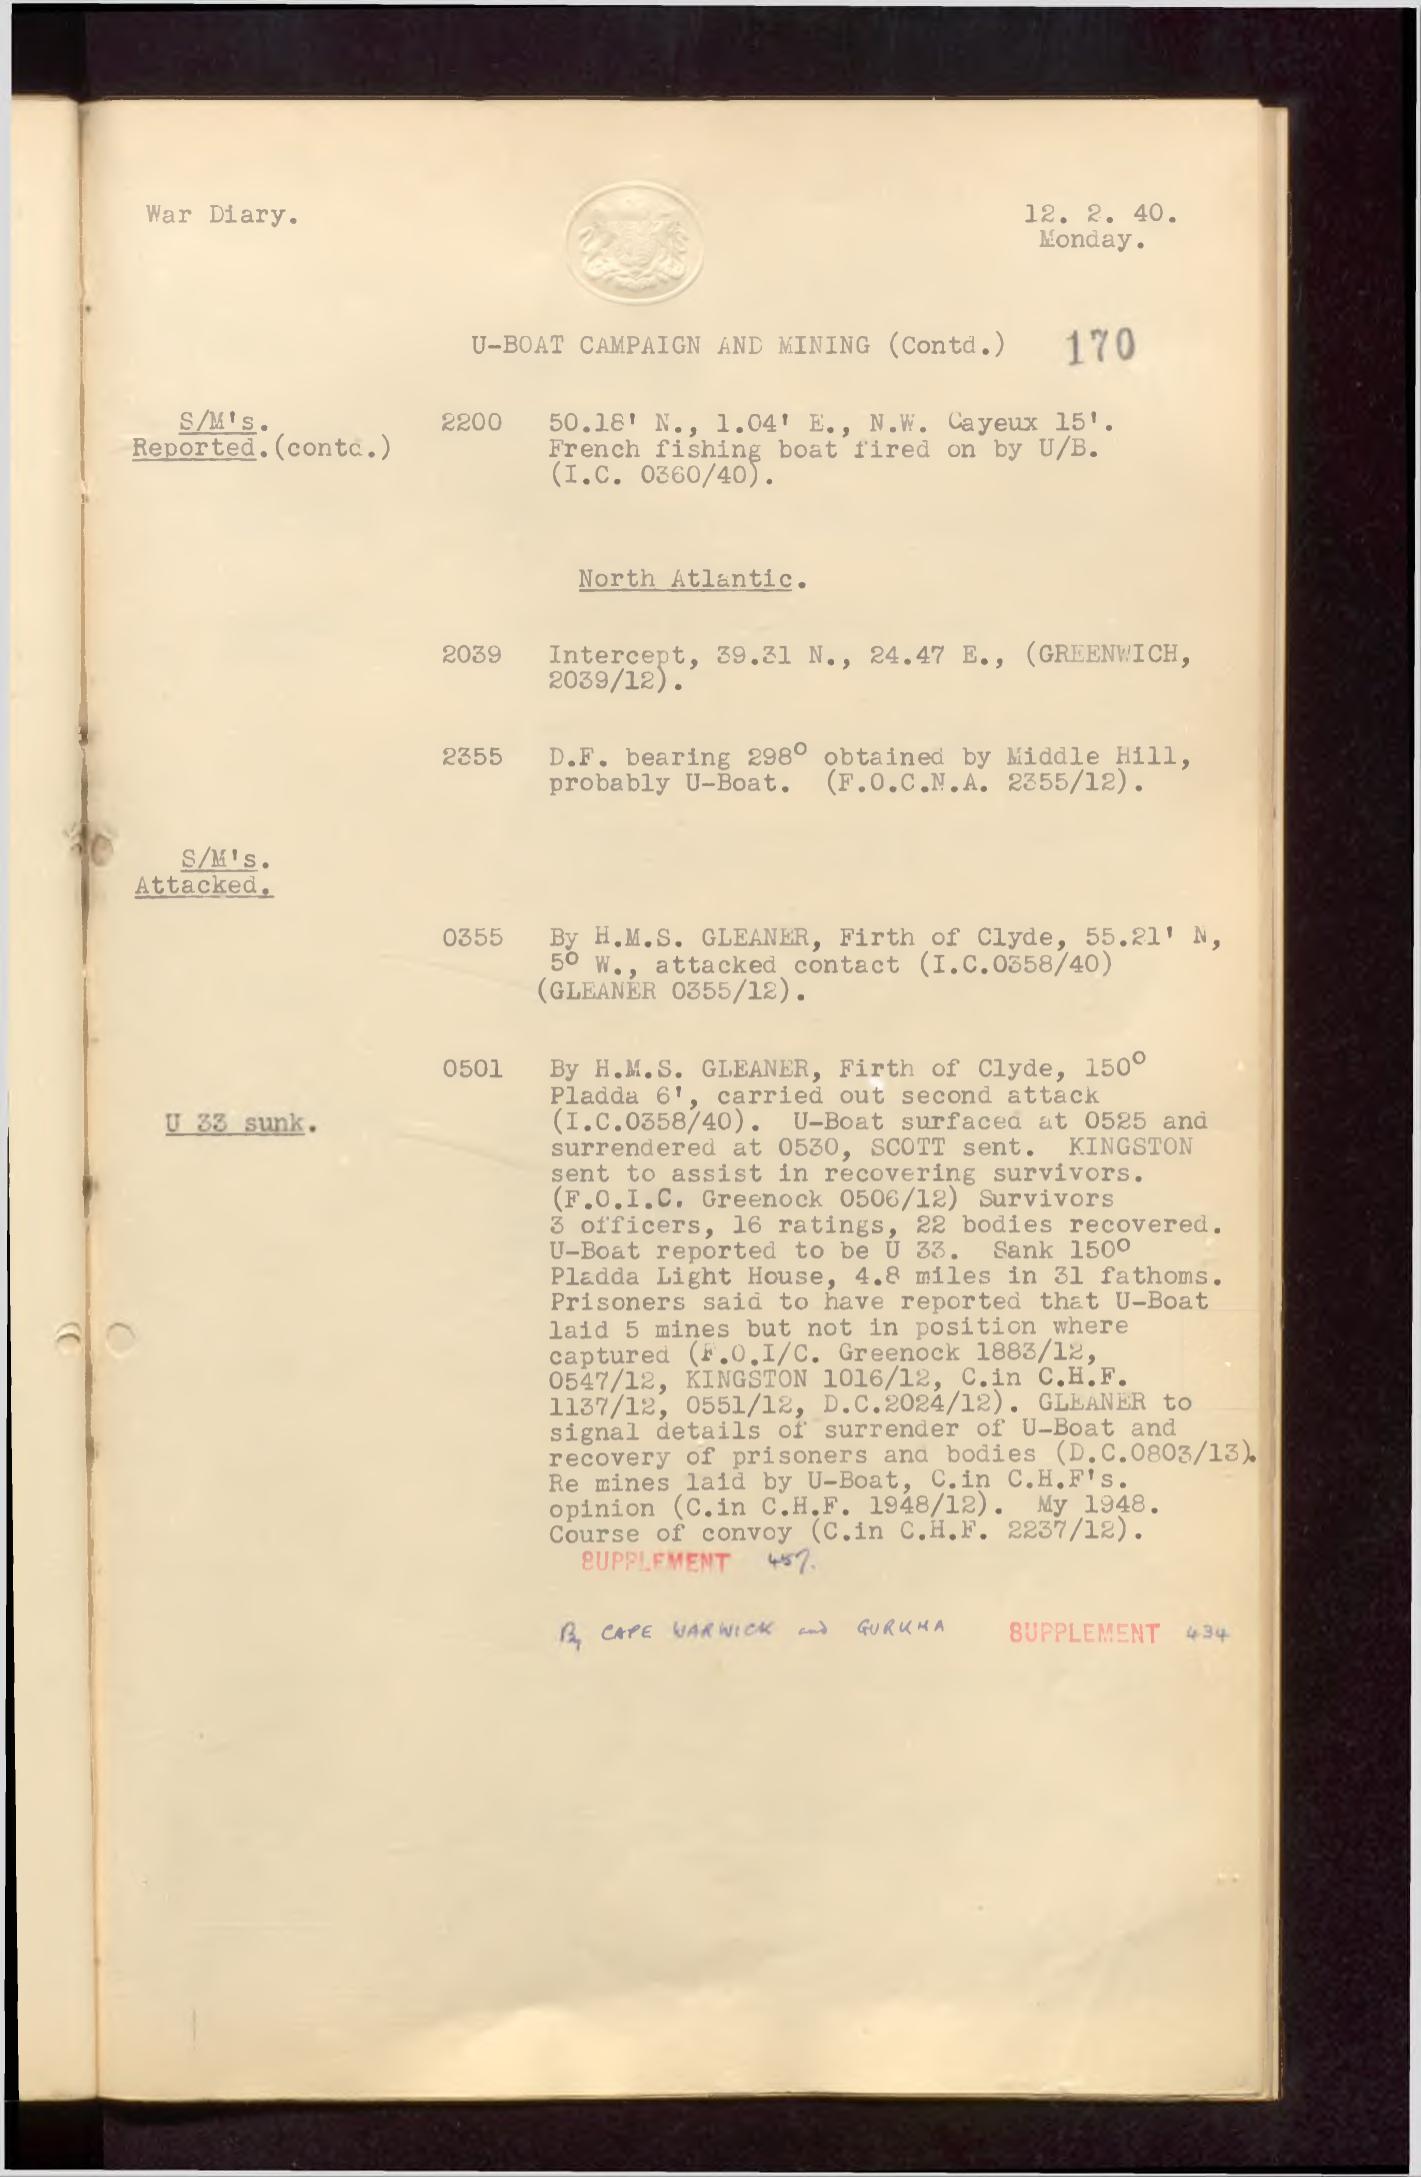 War Diary.
12. 2. 40.
Monday.
U-BOAT CAMPAIGN AND MINING (Contd.)
170
S/M's.
Reported.(contd.)
2200 50.18' N., 1.04' E., N.W. Cayeux 15'.
French fishing boat fired on by U/B.
(I.C. 0360/40).
North Atlantic.
2039 Intercept, 39.31 N., 24.47 E., (GREENWICH,
2039/12).
2355 D.F. bearing 298° obtained by Middle Hill,
probably U-Boat. (F.O.C.N.A. 2355/12).
S/M's.
Attacked.
0355 By H.M.S. GLEANER, Firth of Clyde, 55.21' N,
5° W., attacked contact (I.C.0358/40)
(GLEANER 0355/12).
0501 By H.M.S. GLEANER, Firth of Clyde, 150°
Pladda 6', carried out second attack
U 33 sunk.
(I.C.0358/40). U-Boat surfaced at 0525 and
surrendered at 0530, SCOTT sent. KINGSTON
sent to assist in recovering survivors.
(F.O.I.C. Greenock 0506/12) Survivors
3 officers, 16 ratings, 22 bodies recovered.
U-Boat reported to be U 33. Sank 150°
Pladda Light House, 4.8 miles in 31 fathoms.
Prisoners said to have reported that U-Boat
laid 5 mines but not in position where
captured (F.O.I/C. Greenock 1883/12,
0547/12, KINGSTON 1016/12, C.in C.H.F.
1137/12, 0551/12, D.C.2024/12). GLEANER to
signal details of surrender of U-Boat and
recovery of prisoners and bodies (D.C.0803/13).
Re mines laid by U-Boat, C.in C.H.F's.
opinion (C.in C.H.F. 1948/12). My 1948.
Course of convoy (C.in C.H.F. 2237/12).
SUPPLEMENT 457.
By CAPE WARWICK and GURKHA SUPPLEMENT 434